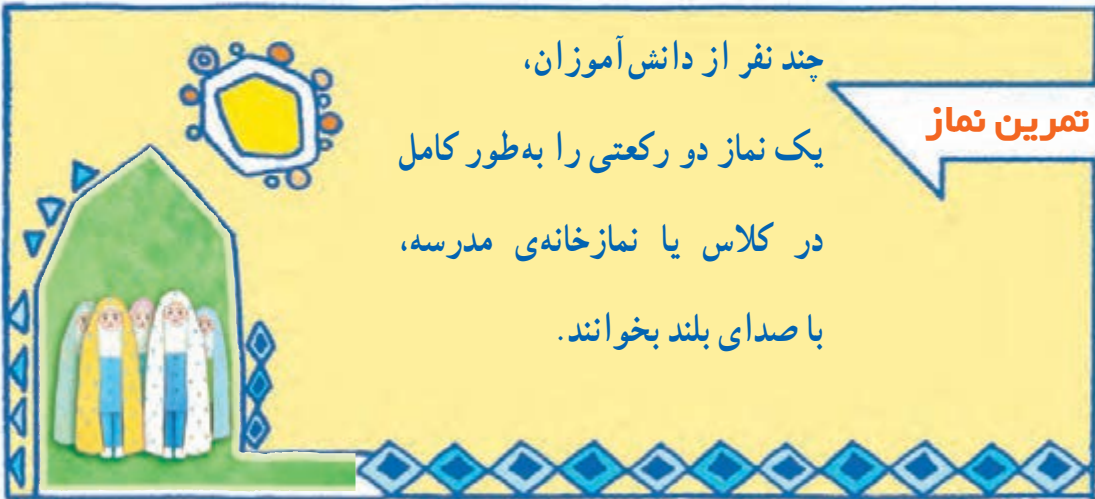 تمرین نماز
چند نفر از دانش‌آموزان،
یک نماز دو رکعتی را به‌طور کامل
در کلاس یا نمازخانه‌ی مدرسه،
با صدای بلند بخوانند.